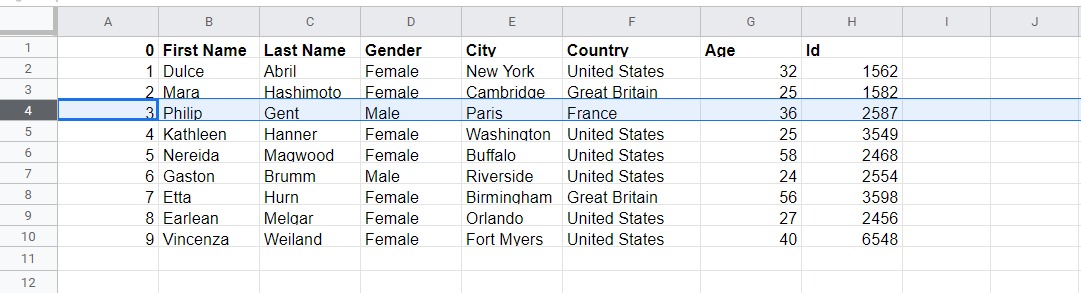 A B C D E F G H I J
1 0 First Name Last Name Gender City Country Age Id
2 1 Dulce Abril Female New York United States 32 1562
3 2 Mara Hashimoto Female Cambridge Great Britain 25 1582
4 3 Philip Gent Male Paris France 36 2587
5 4 Kathleen Hanner Female Washington United States 25 3549
6 5 Nereida Magwood Female Buffalo United States 58 2468
7 6 Gaston Brumm Male Riverside United States 24 2554
8 7 Etta Hurn Female Birmingham Great Britain 56 3598
9 8 Earlean Melgar Female Orlando United States 27 2456
10 9 Vincenza Weiland Female Fort Myers United States 40 6548
11
12